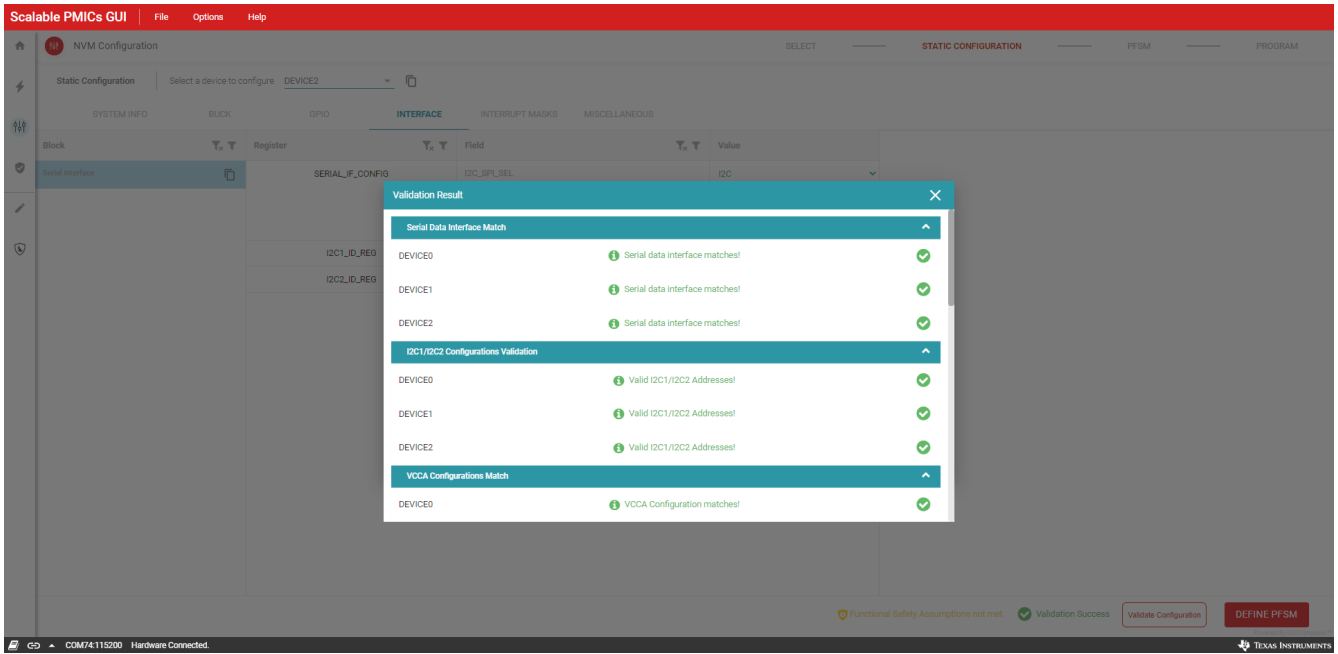 Scalable PMICs GUI File Options Help
NVM Configuration SELECT STATIC CONFIGURATION PFSM PROGRAM
Static Configuration Select a device to configure DEVICE2
SYSTEM INFO BUCK GPIO INTERFACE INTERRUPT MASKS MISCELLANEOUS
Block Register Field Value
Serial Interface SERIAL_IF_CONFIG I2C_SPI_SEL I2C
I2C1_ID_REG
I2C2_ID_REG
Validation Result
Serial Data Interface Match
DEVICE0 Serial data interface matches!
DEVICE1 Serial data interface matches!
DEVICE2 Serial data interface matches!
I2C1/I2C2 Configurations Validation
DEVICE0 Valid I2C1/I2C2 Addresses!
DEVICE1 Valid I2C1/I2C2 Addresses!
DEVICE2 Valid I2C1/I2C2 Addresses!
VCCA Configurations Match
DEVICE0 VCCA Configuration matches!
Functional Safety Assumptions not met. Validation Success Validate Configuration DEFINE PFSM
COM74:115200 Hardware Connected. TEXAS INSTRUMENTS